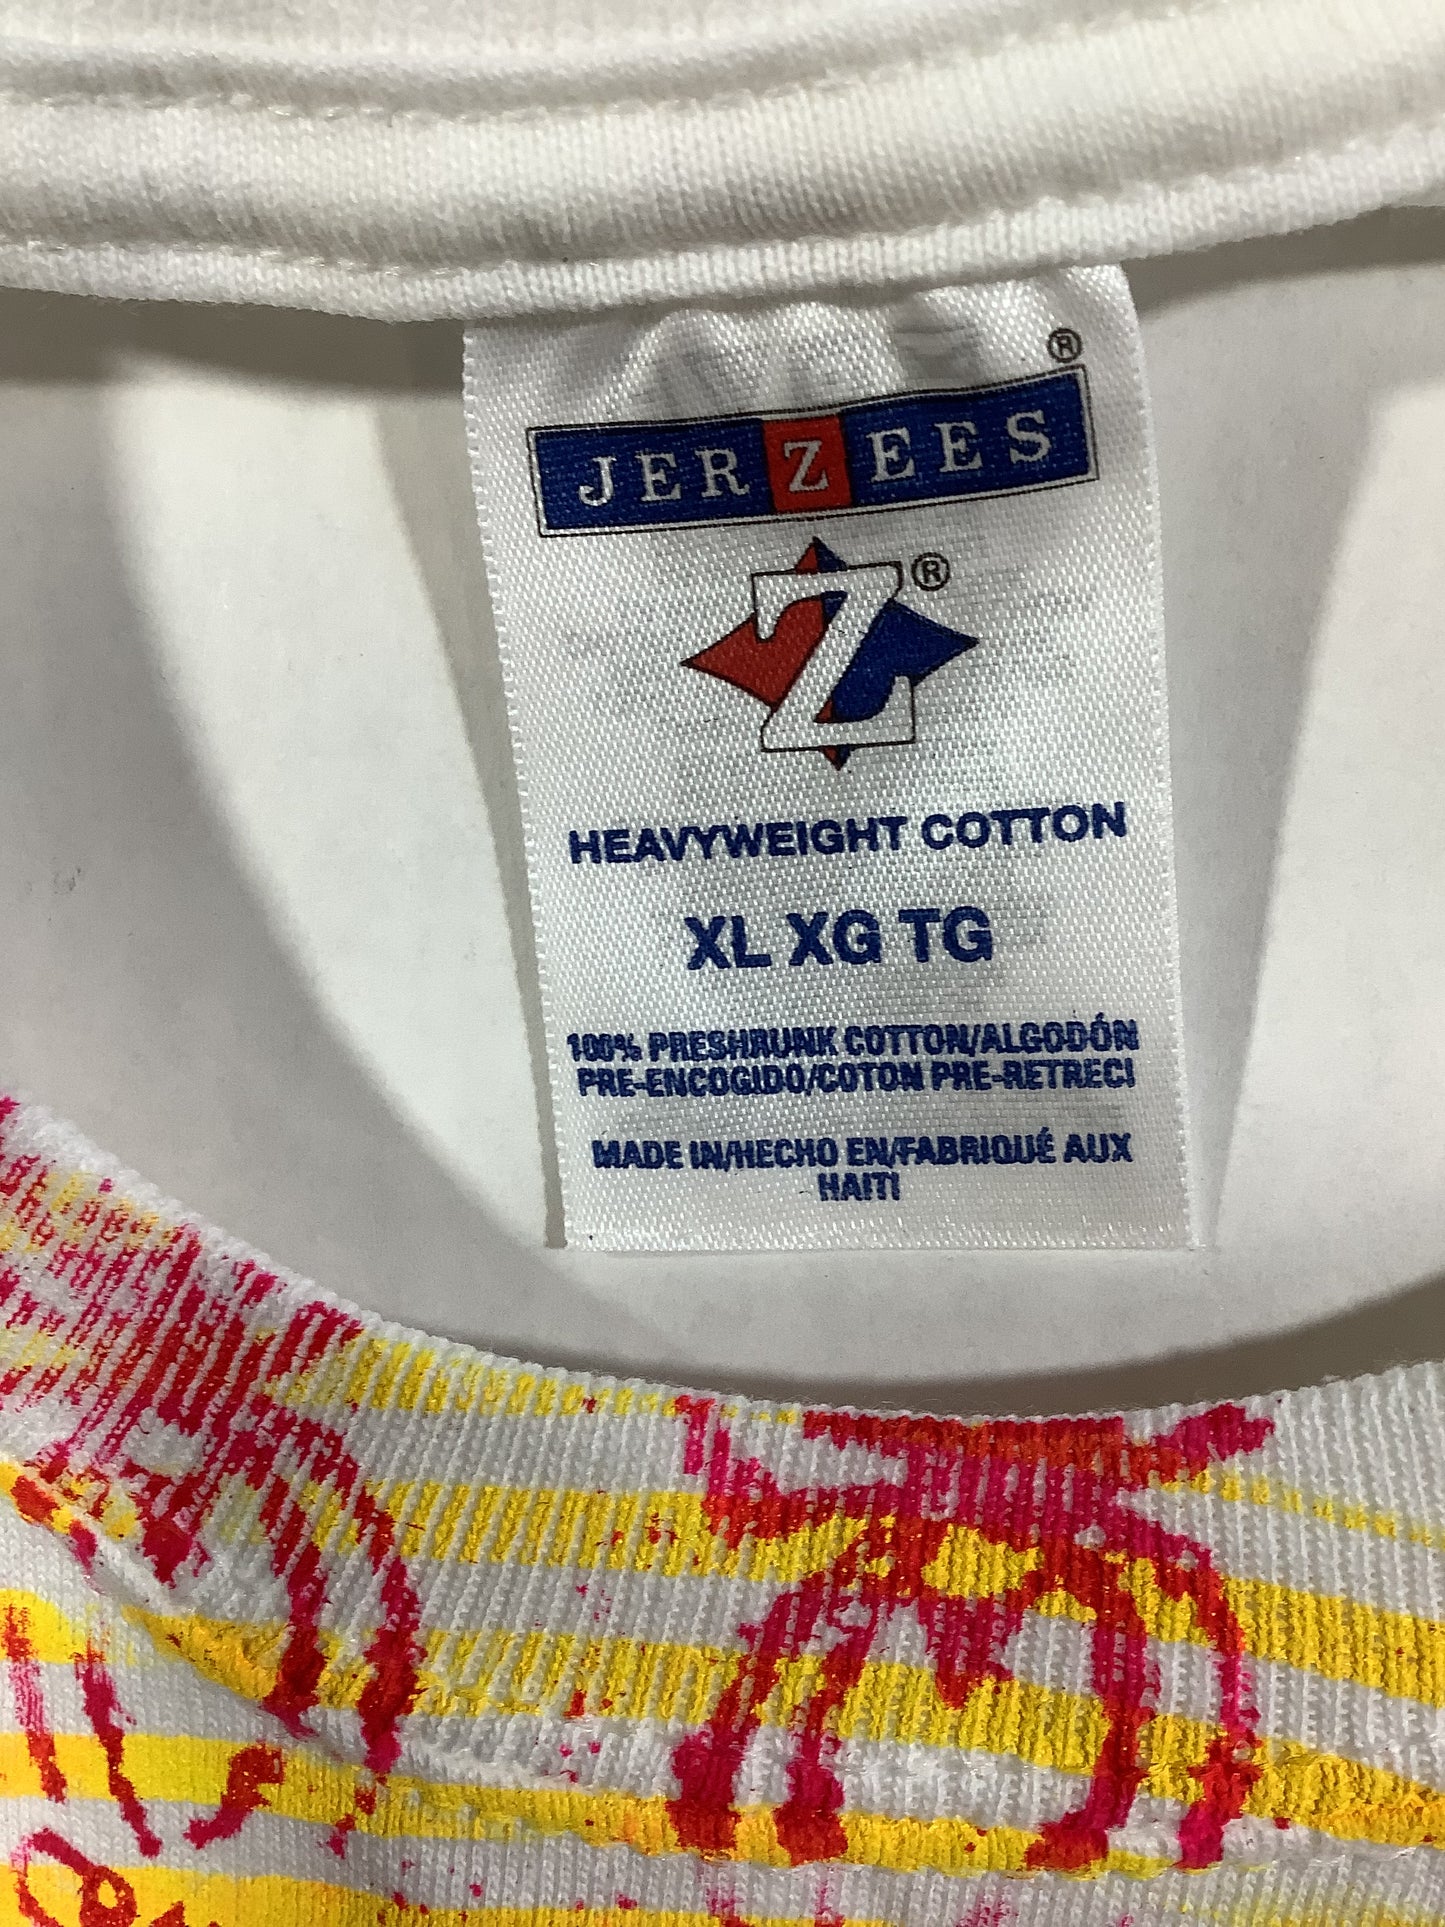 ®
JERZEES
Z ®
HEAVYWEIGHT COTTON
XL XG TG
100% PRESHRUNK COTTON/ALGODÓN
PRE-ENCOGIDO/COTON PRE-RETRECI
MADE IN/HECHO EN/FABRIQUÉ AUX
HAITI